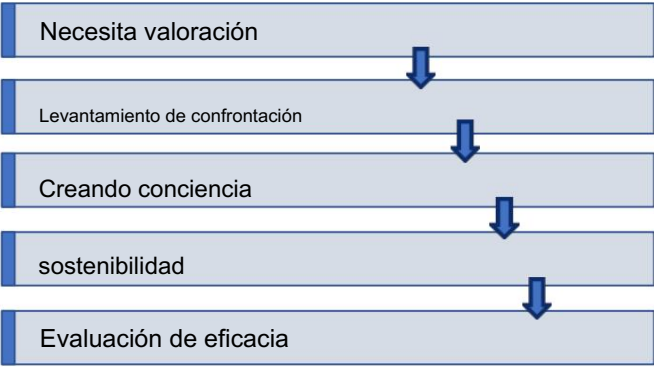 Necesita valoración
Levantamiento de confrontación
Creando conciencia
sostenibilidad
Evaluación de eficacia